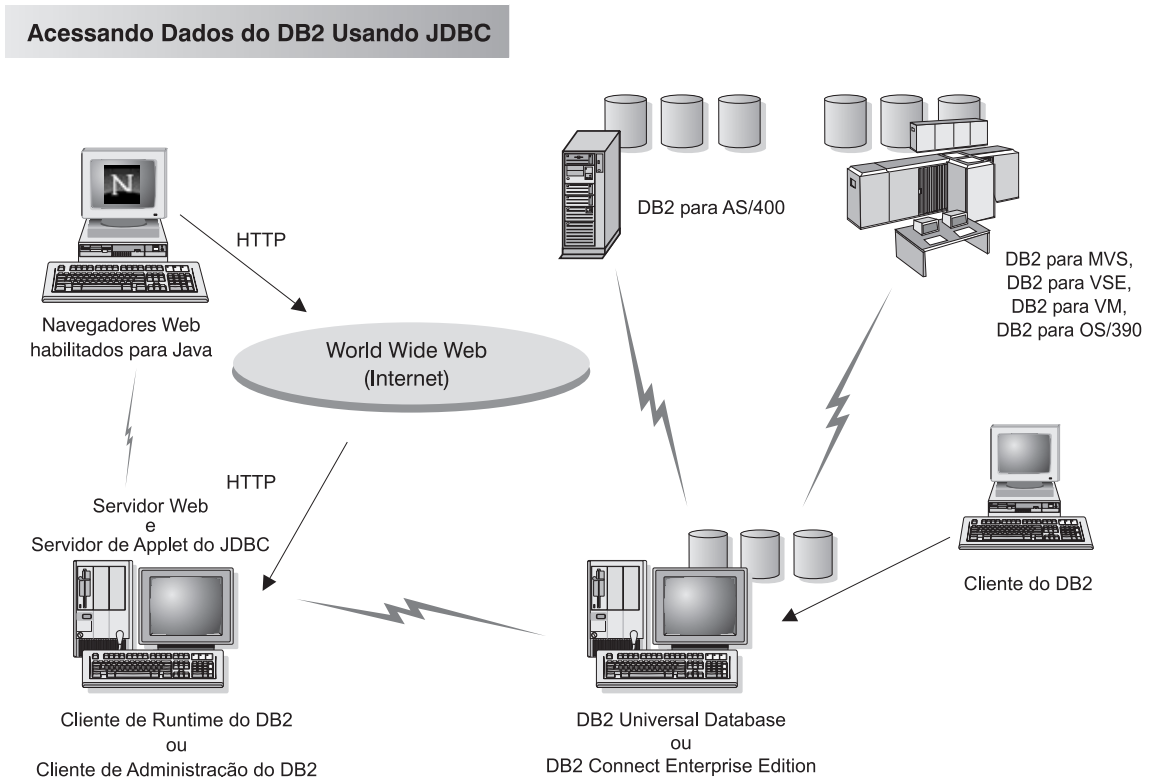 Acessando Dados do DB2 Usando JDBC
N
HTTP
Navegadores Web
habilitados para Java
World Wide Web
(Internet)
DB2 para AS/400
DB2 para MVS,
DB2 para VSE,
DB2 para VM,
DB2 para OS/390
HTTP
Servidor Web
e
Servidor de Applet do JDBC
Cliente do DB2
Cliente de Runtime do DB2
ou
Cliente de Administração do DB2
DB2 Universal Database
ou
DB2 Connect Enterprise Edition